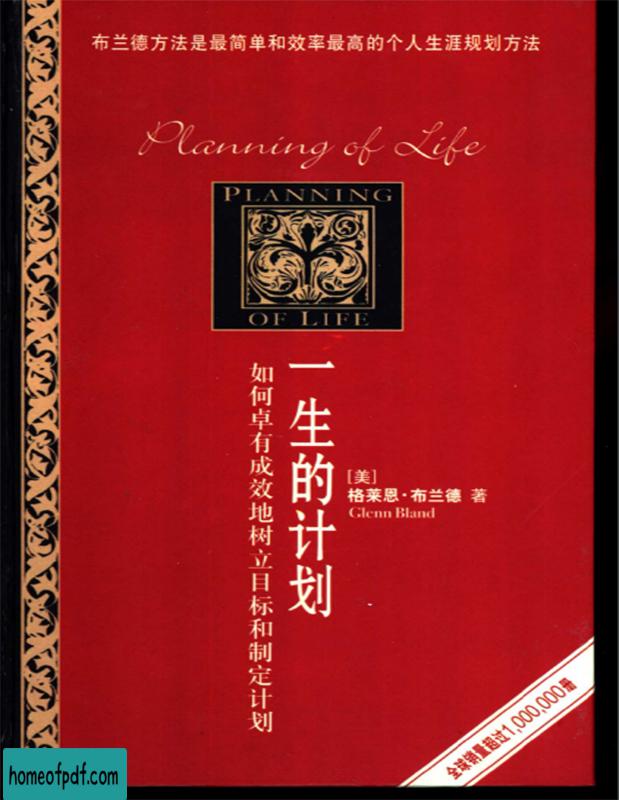 布兰德方法是最简单和效率最高的个人生涯规划方法
Planning of Life
PLANNING
OF LIFE
一生的计划
如何卓有成效地树立目标和制定计划
[美]
格莱恩·布兰德 著
Glenn Bland
全球销量超过1,000,000册
homeofpdf.com